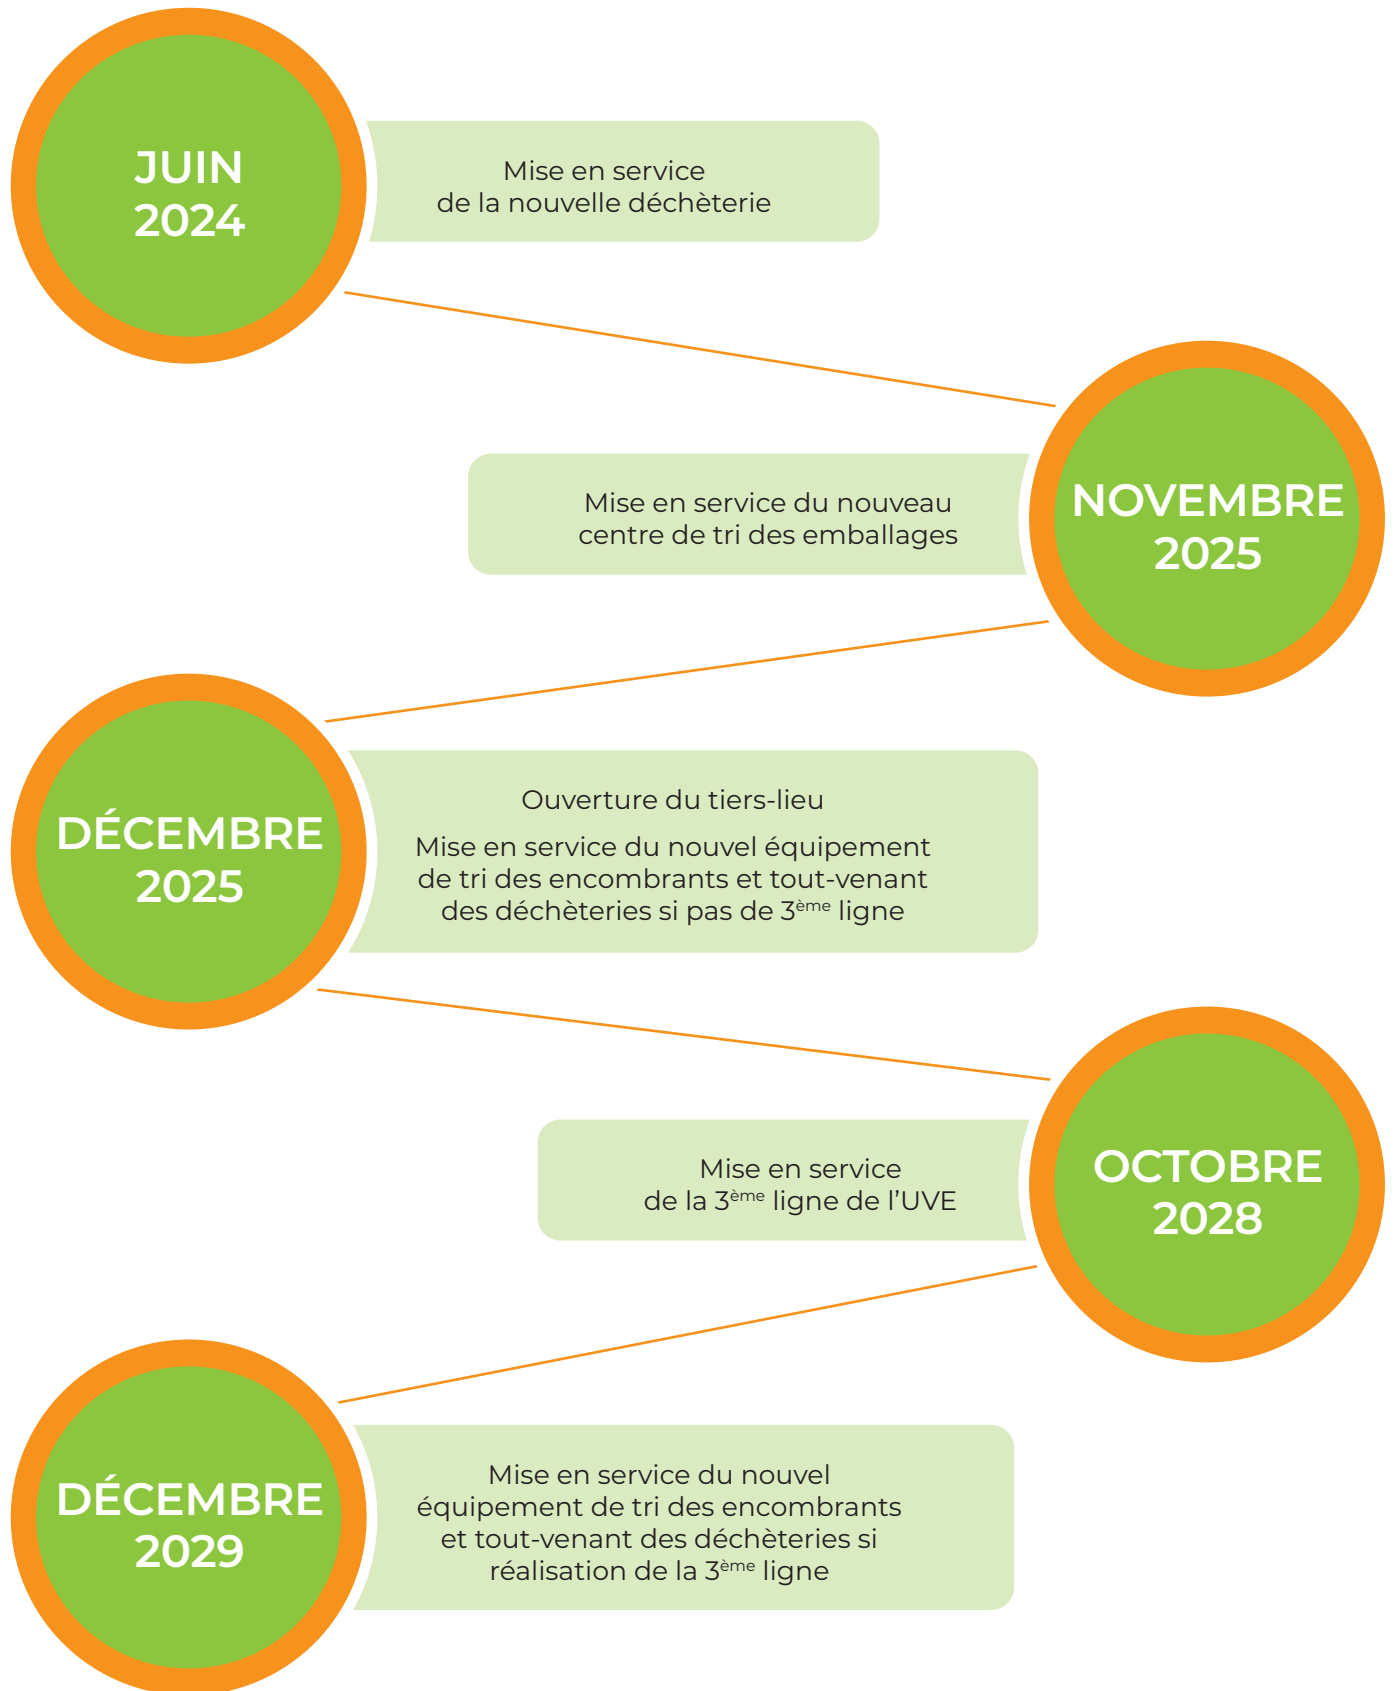 JUIN
2024
Mise en service
de la nouvelle déchèterie
NOVEMBRE
2025
Mise en service du nouveau
centre de tri des emballages
DÉCEMBRE
2025
Ouverture du tiers-lieu
Mise en service du nouvel équipement
de tri des encombrants et tout-venant
des déchèteries si pas de 3ème ligne
OCTOBRE
2028
Mise en service
de la 3ème ligne de l’UVE
DÉCEMBRE
2029
Mise en service du nouvel
équipement de tri des encombrants
et tout-venant des déchèteries si
réalisation de la 3ème ligne